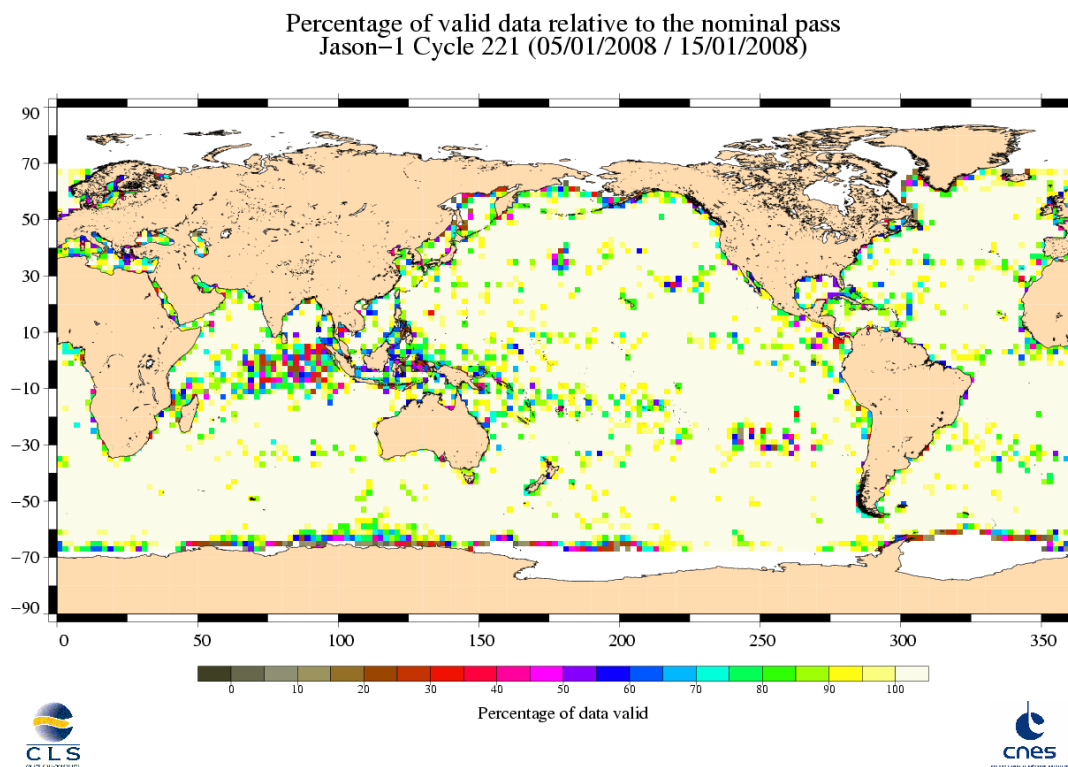 Percentage of valid data relative to the nominal pass
Jason−1 Cycle 221 (05/01/2008 / 15/01/2008)
90
70
50
30
10
−10
−30
−50
−70
−90
0 50 100 150 200 250 300 350
0 10 20 30 40 50 60 70 80 90 100
Percentage of data valid
CLS
cnes